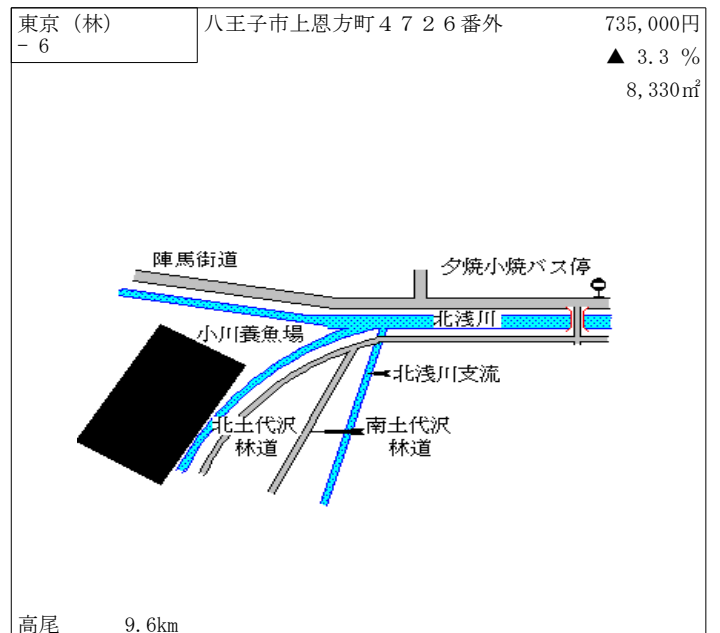 東京（林） 八王子市上恩方町４７２６番外 735,000円
－6 ▲ 3.3 %
8,330㎡
陣馬街道
夕焼小焼バス停
北浅川
小川養魚場
北浅川支流
北土代沢
林道
南土代沢
林道
高尾 9.6km